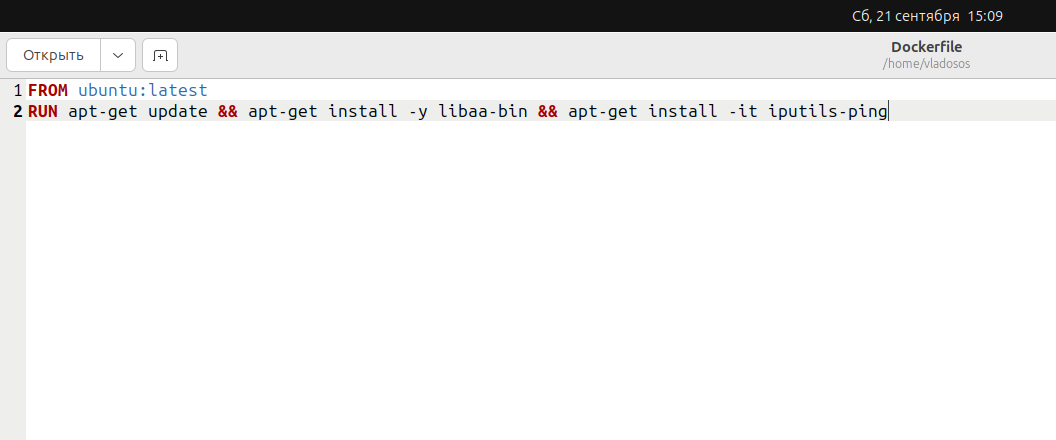 Сб, 21 сентября 15:09
Открыть
Dockerfile
/home/vladosos
1 FROM ubuntu:latest
2 RUN apt-get update && apt-get install -y libaa-bin && apt-get install -it iputils-ping